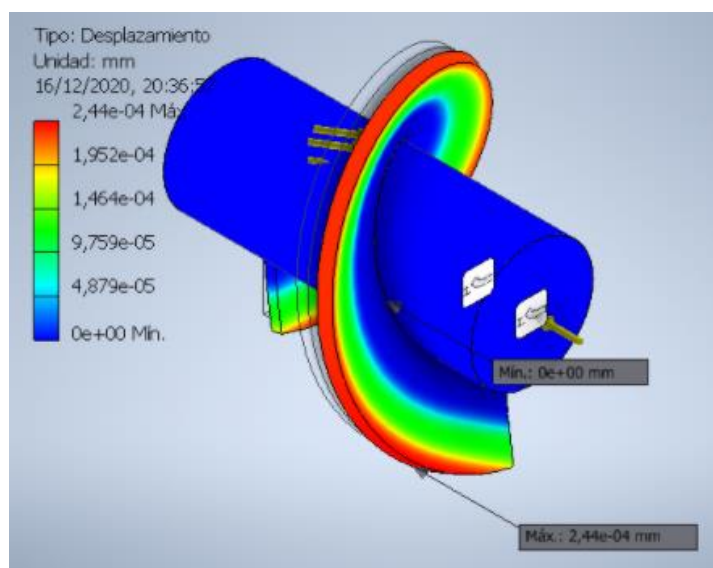 Tipo: Desplazamiento
Unidad: mm
16/12/2020, 20:36:5
2,44e-04 Máx
1,952e-04
1,464e-04
9,759e-05
4,879e-05
0e+00 Mín.
Mín.: 0e+00 mm
Máx.: 2,44e-04 mm